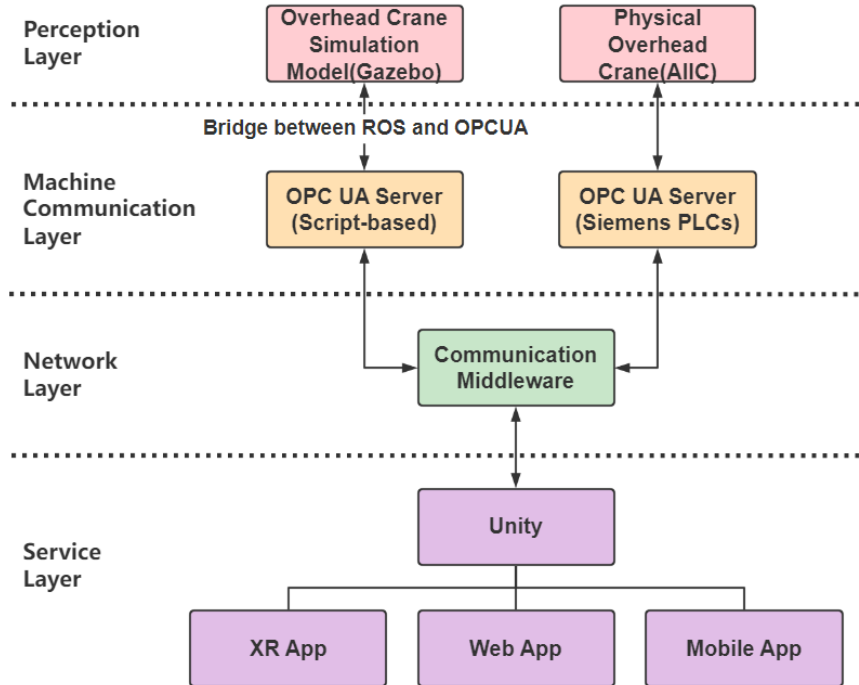 Perception
Layer
Overhead Crane
Simulation
Model(Gazebo)
Physical
Overhead
Crane(AIIC)
Bridge between ROS and OPCUA
Machine
Communication
Layer
OPC UA Server
(Script-based)
OPC UA Server
(Siemens PLCs)
Network
Layer
Communication
Middleware
Service
Layer
Unity
XR App
Web App
Mobile App